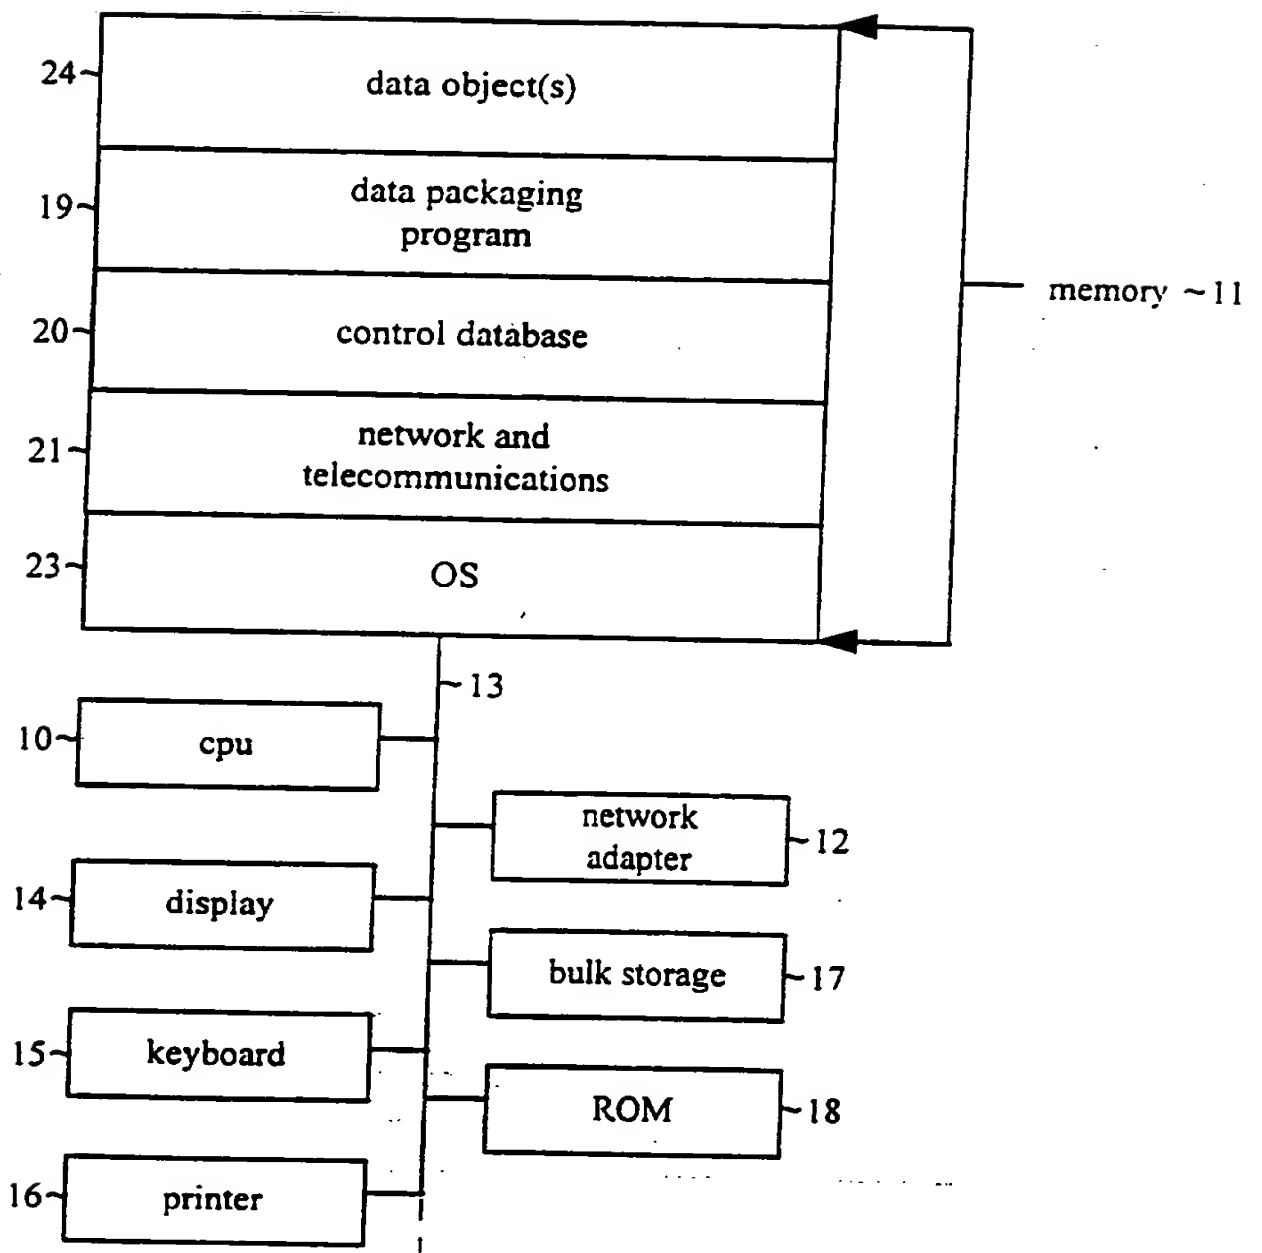 24
data object(s)
19
data packaging
program
memory ~11
20
control database
21
network and
telecommunications
23
OS
13
10
cpu
network
adapter
12
14
display
bulk storage
17
15
keyboard
ROM
18
16
printer